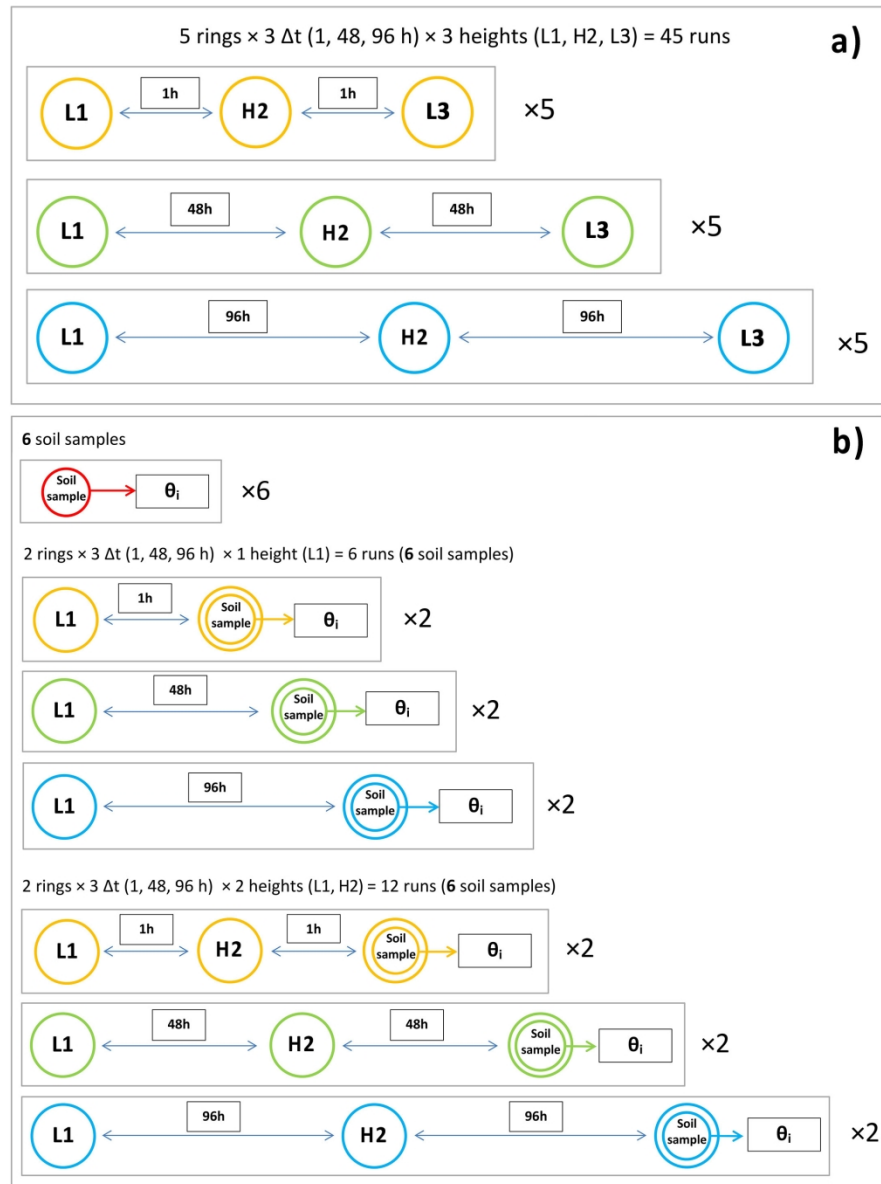 5 rings × 3 Δt (1, 48, 96 h) × 3 heights (L1, H2, L3) = 45 runs
a)
L1 1h H2 1h L3 ×5
L1 48h H2 48h L3 ×5
L1 96h H2 96h L3 ×5
b)
6 soil samples
Soil
sample θi ×6
2 rings × 3 Δt (1, 48, 96 h) × 1 height (L1) = 6 runs (6 soil samples)
L1 1h Soil
sample θi ×2
L1 48h Soil
sample θi ×2
L1 96h Soil
sample θi ×2
2 rings × 3 Δt (1, 48, 96 h) × 2 heights (L1, H2) = 12 runs (6 soil samples)
L1 1h H2 1h Soil
sample θi ×2
L1 48h H2 48h Soil
sample θi ×2
L1 96h H2 96h Soil
sample θi ×2